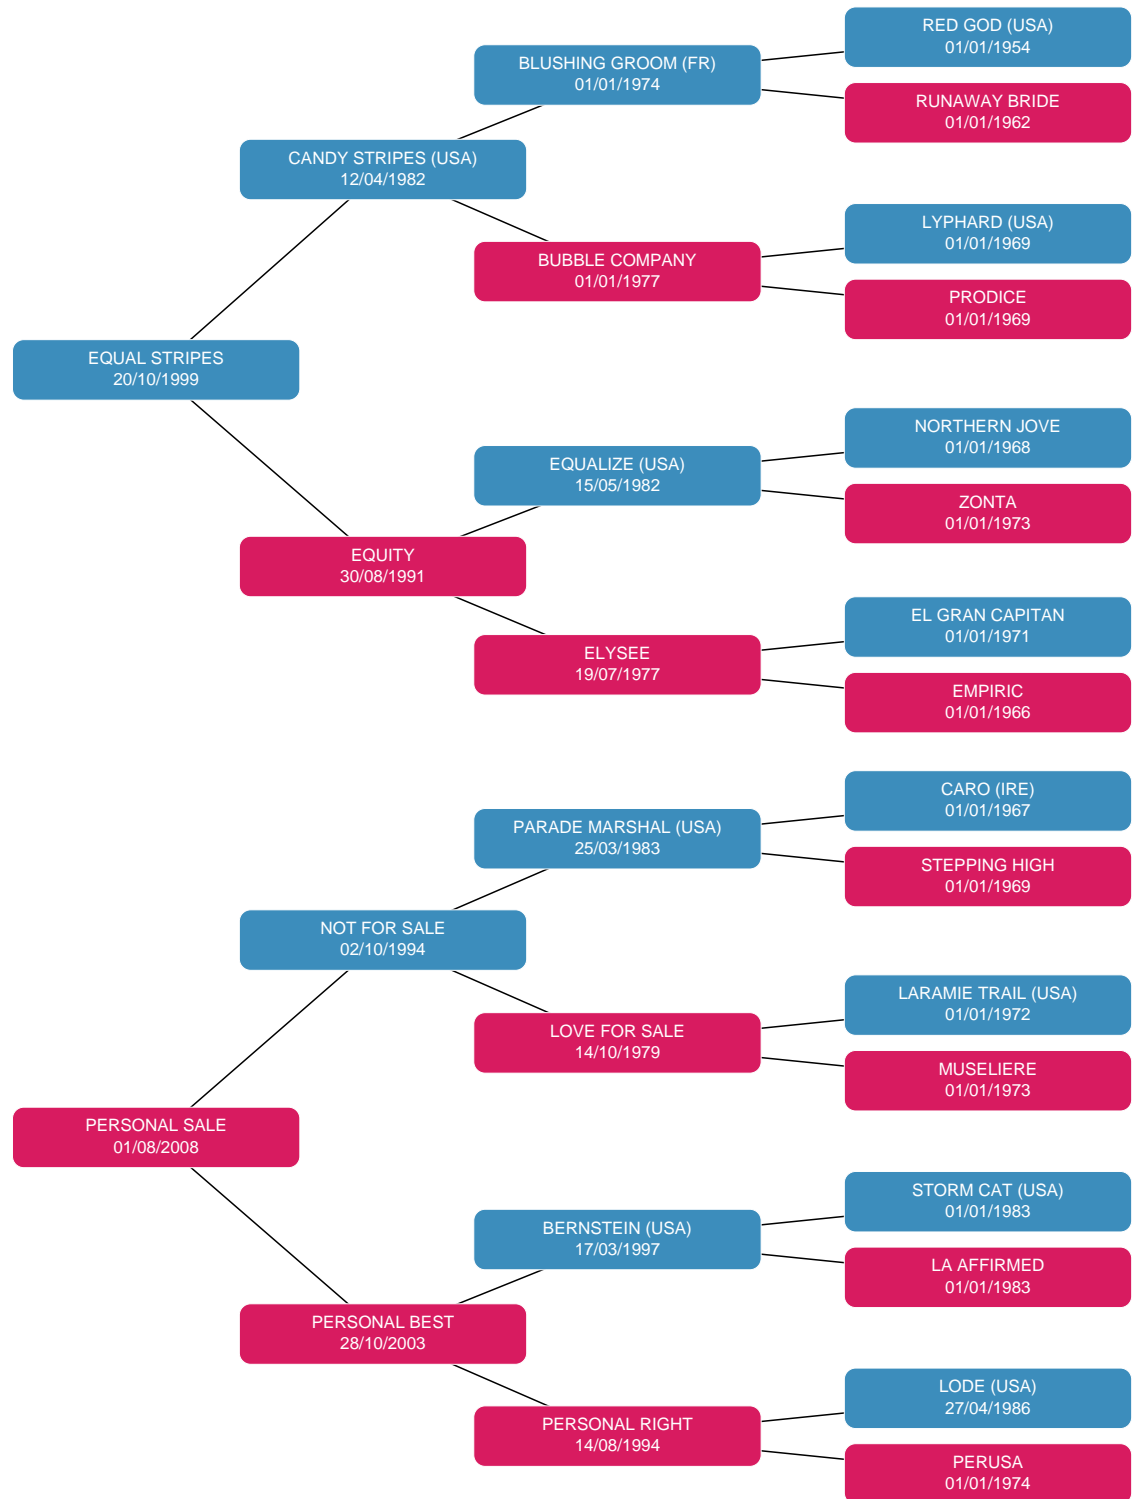 RED GOD (USA)
01/01/1954
BLUSHING GROOM (FR)
01/01/1974
RUNAWAY BRIDE
01/01/1962
CANDY STRIPES (USA)
12/04/1982
LYPHARD (USA)
01/01/1969
BUBBLE COMPANY
01/01/1977
PRODICE
01/01/1969
EQUAL STRIPES
20/10/1999
NORTHERN JOVE
01/01/1968
EQUALIZE (USA)
15/05/1982
ZONTA
01/01/1973
EQUITY
30/08/1991
EL GRAN CAPITAN
01/01/1971
ELYSEE
19/07/1977
EMPIRIC
01/01/1966
CARO (IRE)
01/01/1967
PARADE MARSHAL (USA)
25/03/1983
STEPPING HIGH
01/01/1969
NOT FOR SALE
02/10/1994
LARAMIE TRAIL (USA)
01/01/1972
LOVE FOR SALE
14/10/1979
MUSELIERE
01/01/1973
PERSONAL SALE
01/08/2008
STORM CAT (USA)
01/01/1983
BERNSTEIN (USA)
17/03/1997
LA AFFIRMED
01/01/1983
PERSONAL BEST
28/10/2003
LODE (USA)
27/04/1986
PERSONAL RIGHT
14/08/1994
PERUSA
01/01/1974